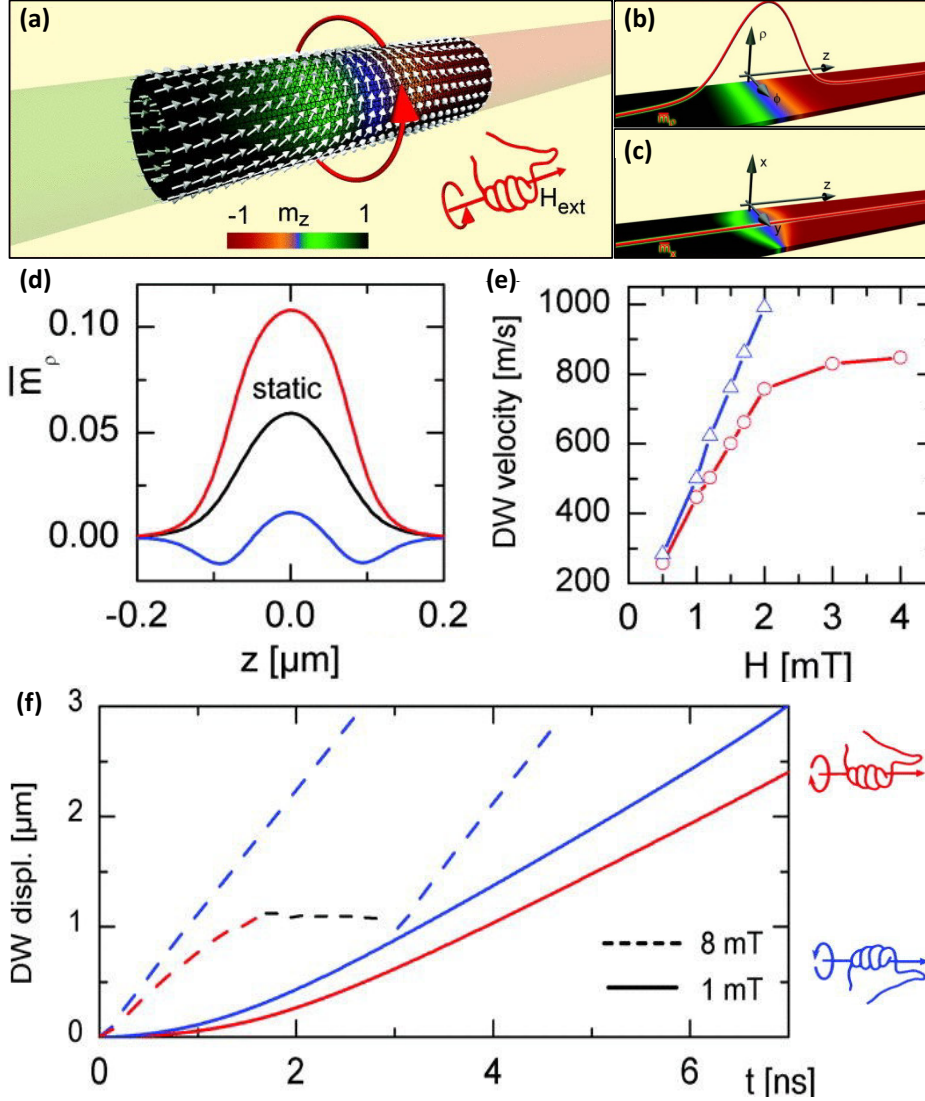 (a)
H_ext
-1 m_z 1
(b)
ρ
z
ϕ
m_ρ
(c)
x
z
y
m_x
(d)
0.10
0.05
0.00
m̅_ρ
static
-0.2 0.0 0.2
z [µm]
(e)
1000
800
600
400
200
DW velocity [m/s]
0 1 2 3 4
H [mT]
(f)
3
2
1
0
DW displ. [µm]
8 mT
1 mT
0 2 4 6 t [ns]